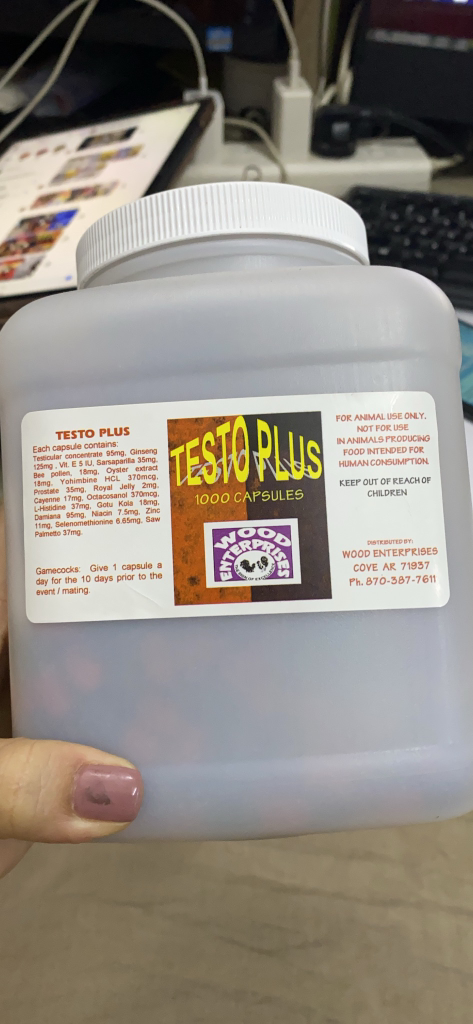 TESTO PLUS
Each capsule contains:
Testicular concentrate 95mg, Ginseng
125mg , Vit. E 5 IU, Sarsaparilla 35mg,
Bee pollen, 18mg, Oyster extract
18mg, Yohimbine HCL 370mcg,
Prostate 35mg, Royal Jelly 2mg,
Cayenne 17mg, Octacosanol 370mcg,
L-Histidine 37mg, Gotu Kola 18mg,
Damiana 95mg, Niacin 7.5mg, Zinc
11mg, Selenomethionine 6.65mg, Saw
Palmetto 37mg.
Gamecocks: Give 1 capsule a
day for the 10 days prior to the
event / mating.
TESTO PLUS
1000 CAPSULES
WOOD
ENTERPRISES
FOR ANIMAL USE ONLY.
NOT FOR USE
IN ANIMALS PRODUCING
FOOD INTENDED FOR
HUMAN CONSUMPTION.
KEEP OUT OF REACH OF
CHILDREN
DISTRIBUTED BY:
WOOD ENTERPRISES
COVE AR 71937
Ph. 870-387-7611